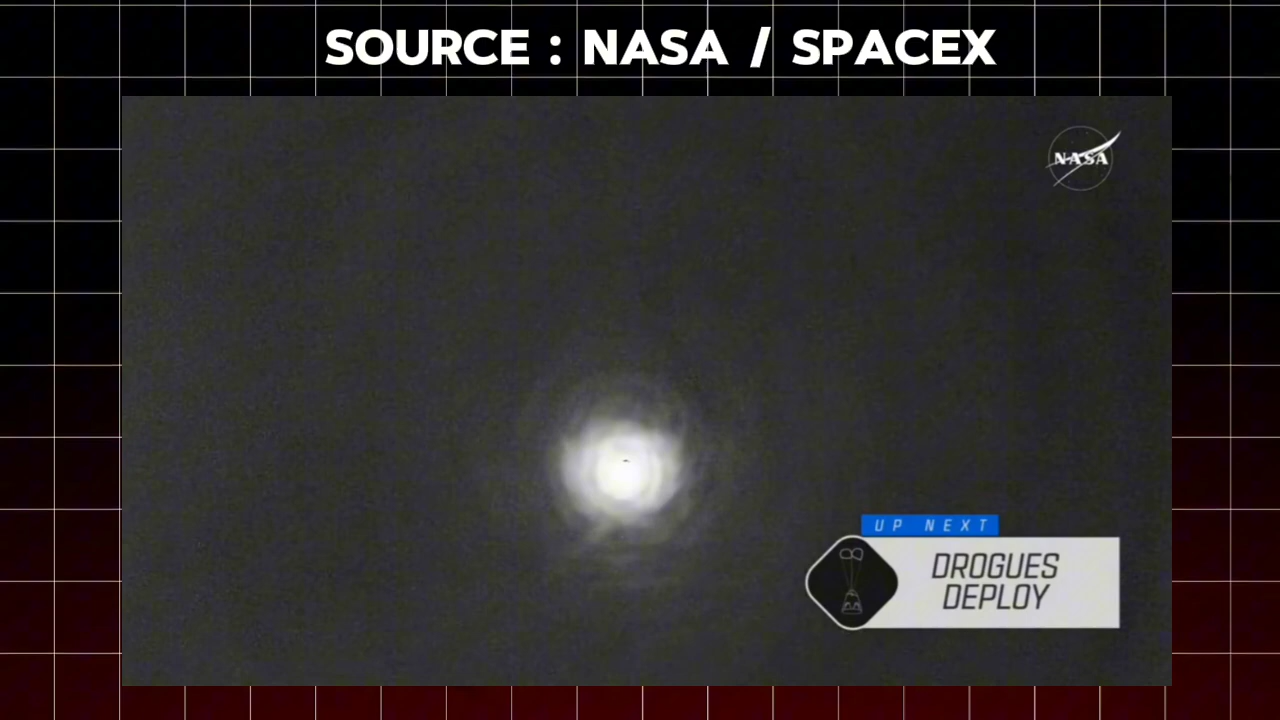 SOURCE : NASA / SPACEX
NASA
UP NEXT
DROGUES
DEPLOY